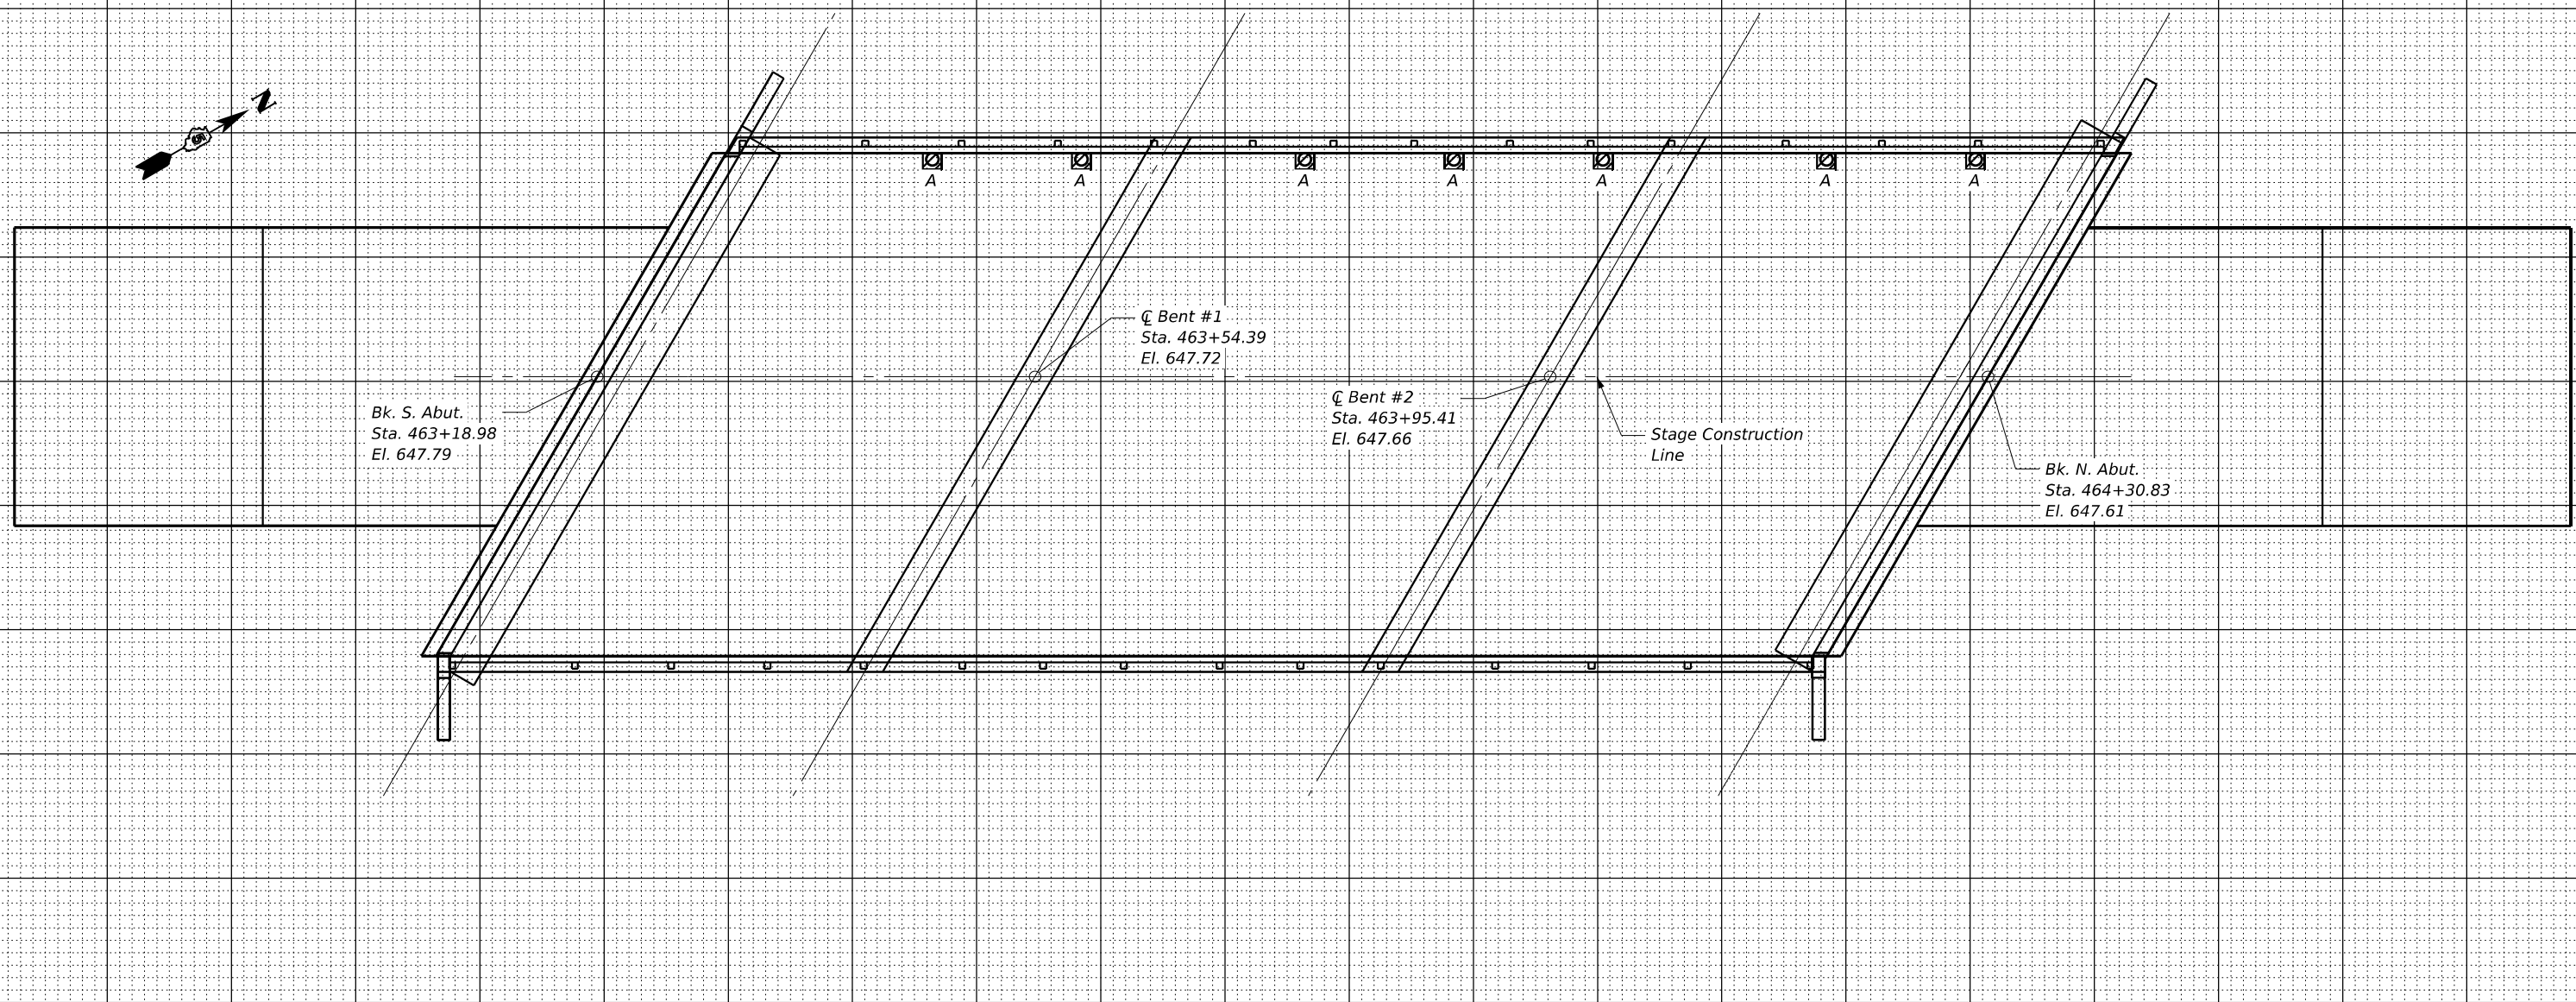 N
A A A A A A A
℄ Bent #1
Sta. 463+54.39
El. 647.72
℄ Bent #2
Sta. 463+95.41
El. 647.66
Bk. S. Abut.
Sta. 463+18.98
El. 647.79
Stage Construction
Line
Bk. N. Abut.
Sta. 464+30.83
El. 647.61